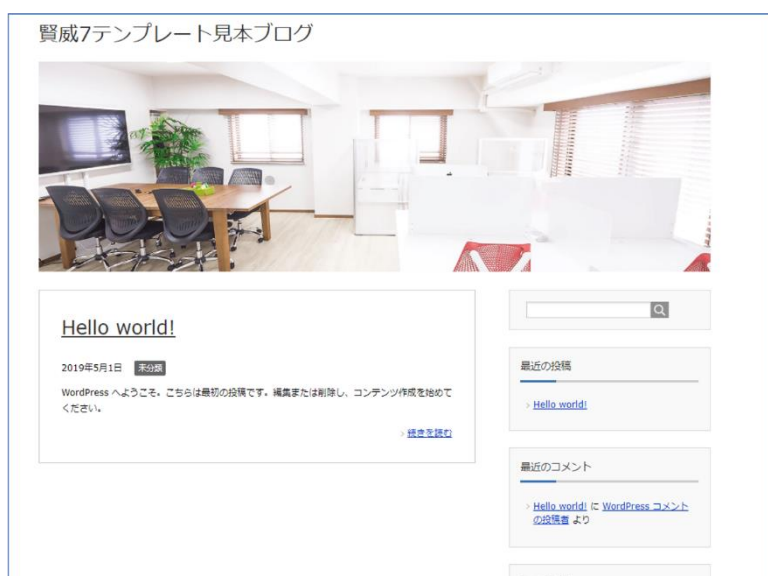 賢威7テンプレート見本ブログ
Hello world!
2019年5月1日 未分類
WordPress へようこそ。こちらは最初の投稿です。編集または削除し、コンテンツ作成を始めて
ください。
> 続きを読む
最近の投稿
> Hello world!
最近のコメント
> Hello world! に WordPress コメント
の投稿者 より